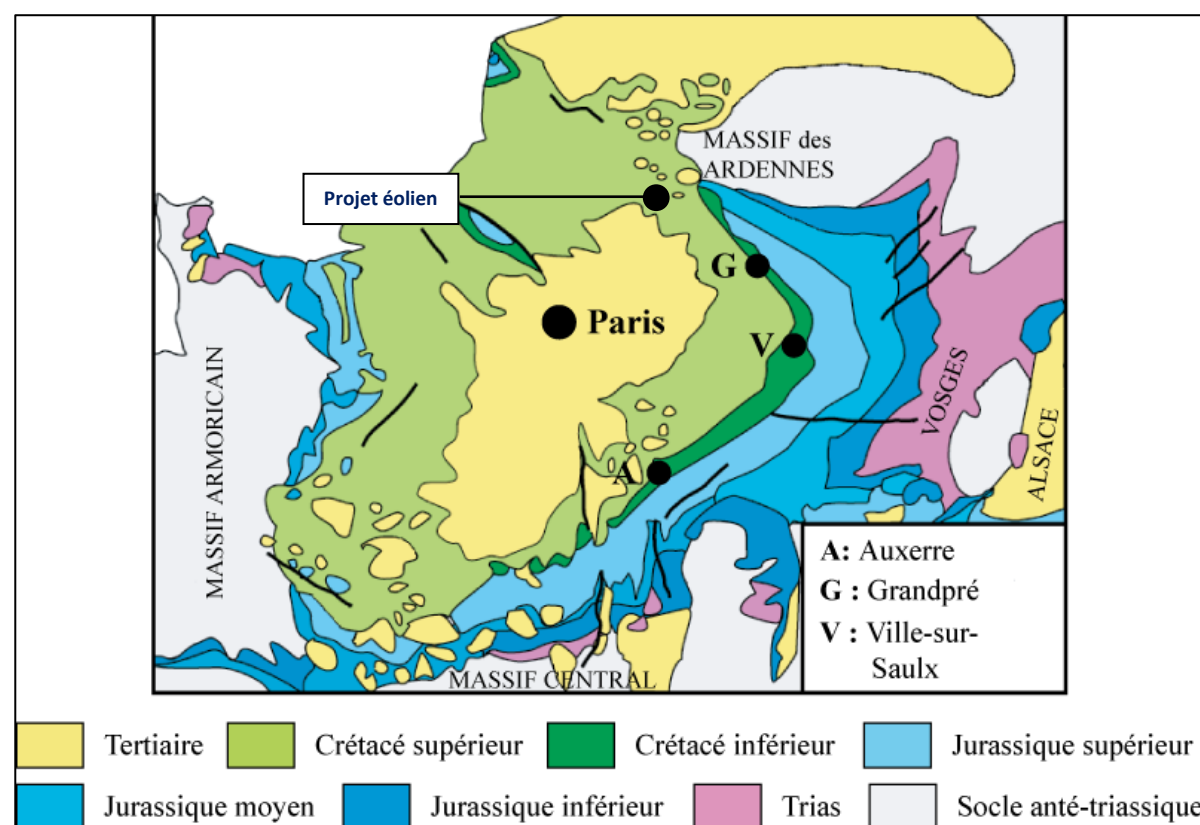 MASSIF des
ARDENNES
Projet éolien
G
Paris
V
MASSIF ARMORICAIN
VOSGES
ALSACE
A
A: Auxerre
G : Grandpré
V : Ville-sur-
Saulx
MASSIF CENTRAL
Tertiaire
Crétacé supérieur
Crétacé inférieur
Jurassique supérieur
Jurassique moyen
Jurassique inférieur
Trias
Socle anté-triassique